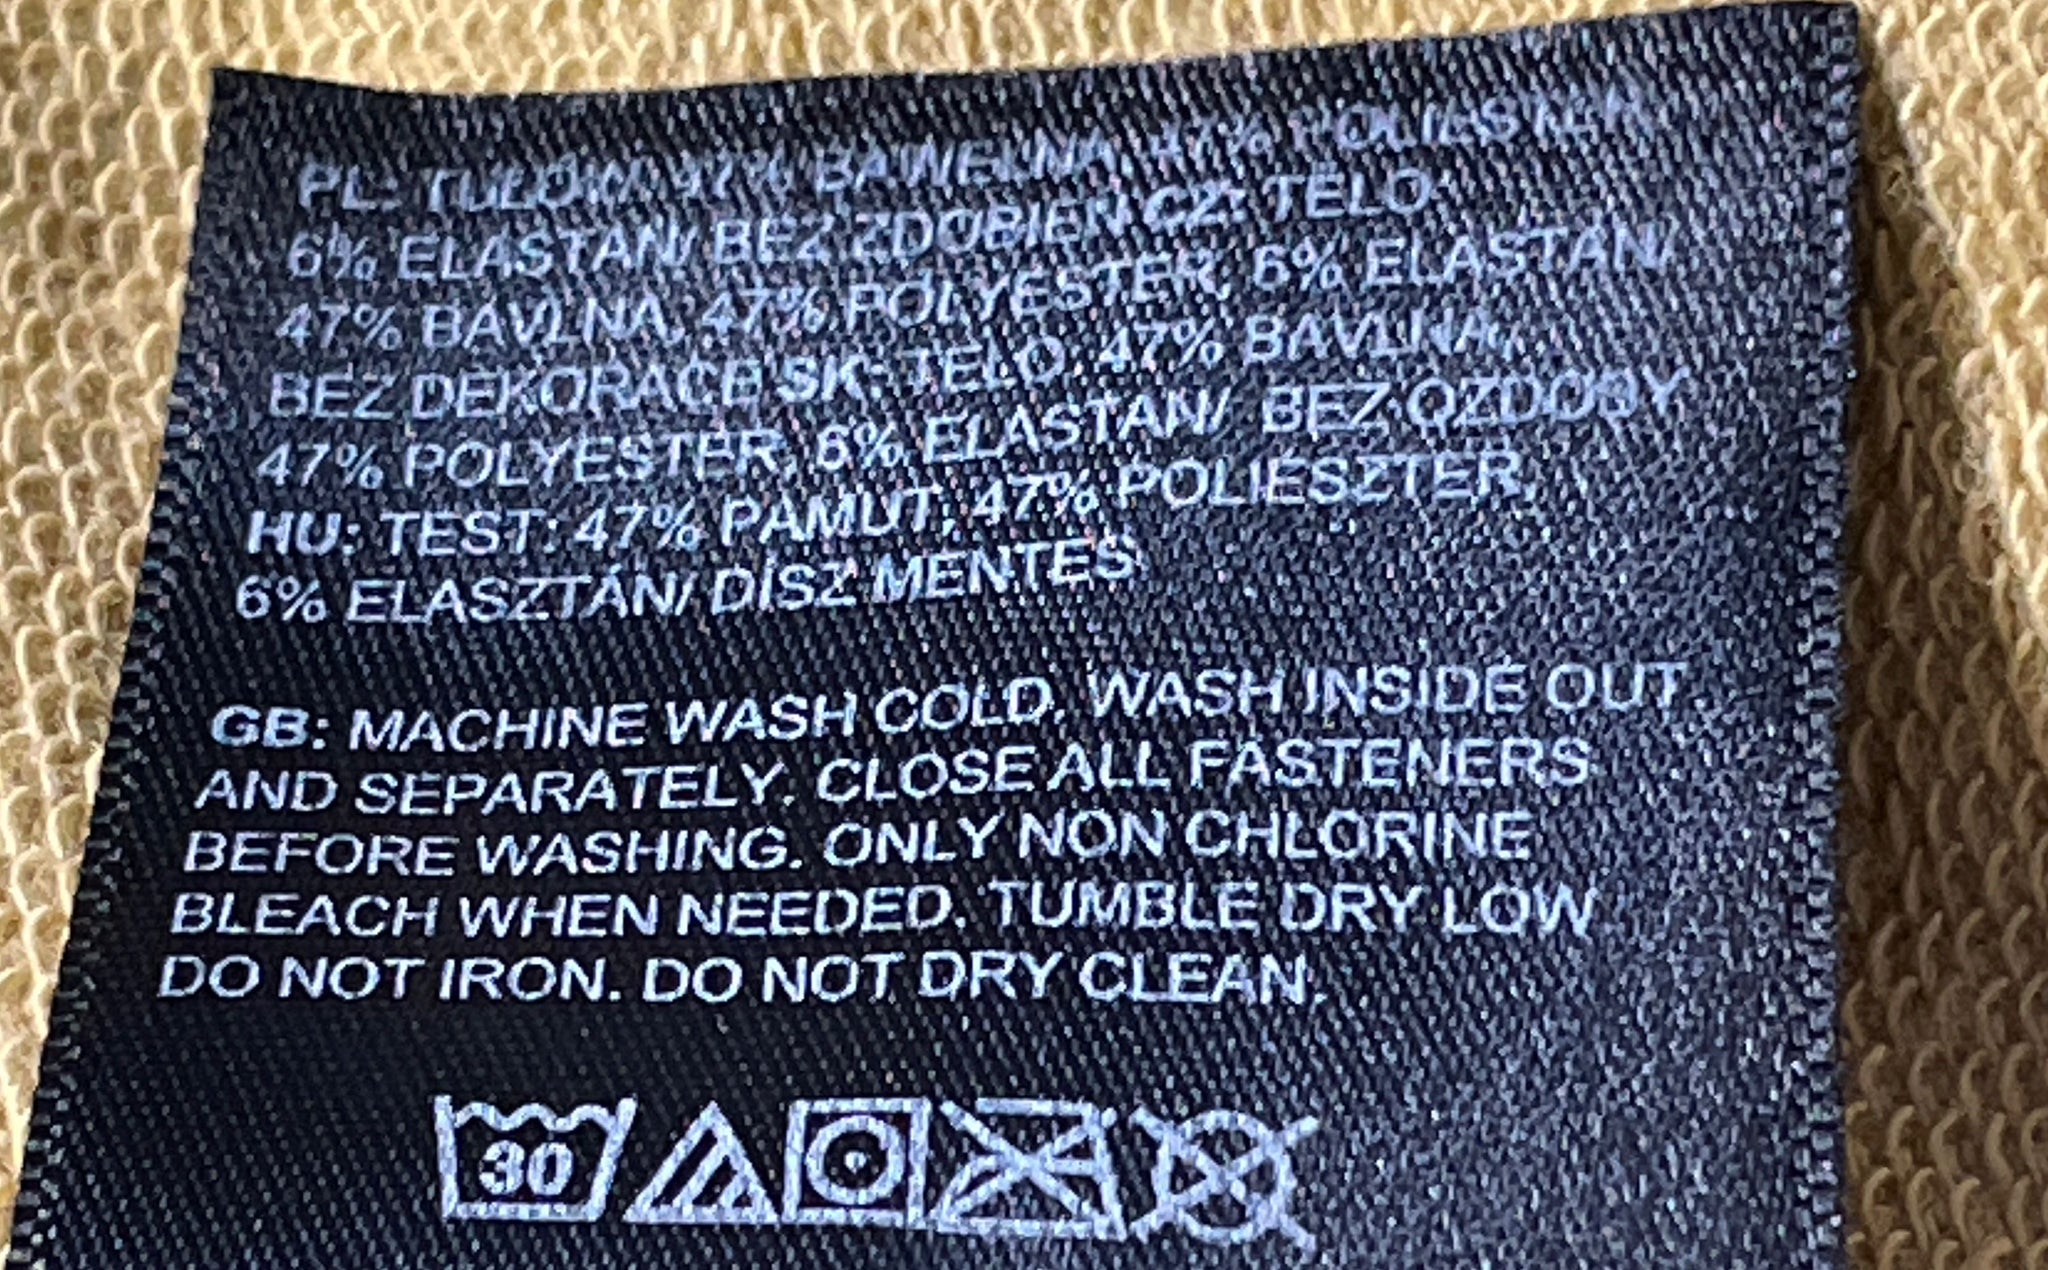 PL: TUŁÓW: 47% BAWEŁNA, 47% POLIESTER,
6% ELASTAN/ BEZ ZDOBIEŃ CZ: TĚLO:
47% BAVLNA, 47% POLYESTER, 6% ELASTAN/
BEZ DEKORACE SK: TELO: 47% BAVLNA,
47% POLYESTER, 6% ELASTAN/ BEZ OZDOBY
HU: TEST: 47% PAMUT, 47% POLIÉSZTER,
6% ELASZTÁN/ DÍSZ MENTES
GB: MACHINE WASH COLD. WASH INSIDE OUT
AND SEPARATELY. CLOSE ALL FASTENERS
BEFORE WASHING. ONLY NON CHLORINE
BLEACH WHEN NEEDED. TUMBLE DRY LOW
DO NOT IRON. DO NOT DRY CLEAN.
30